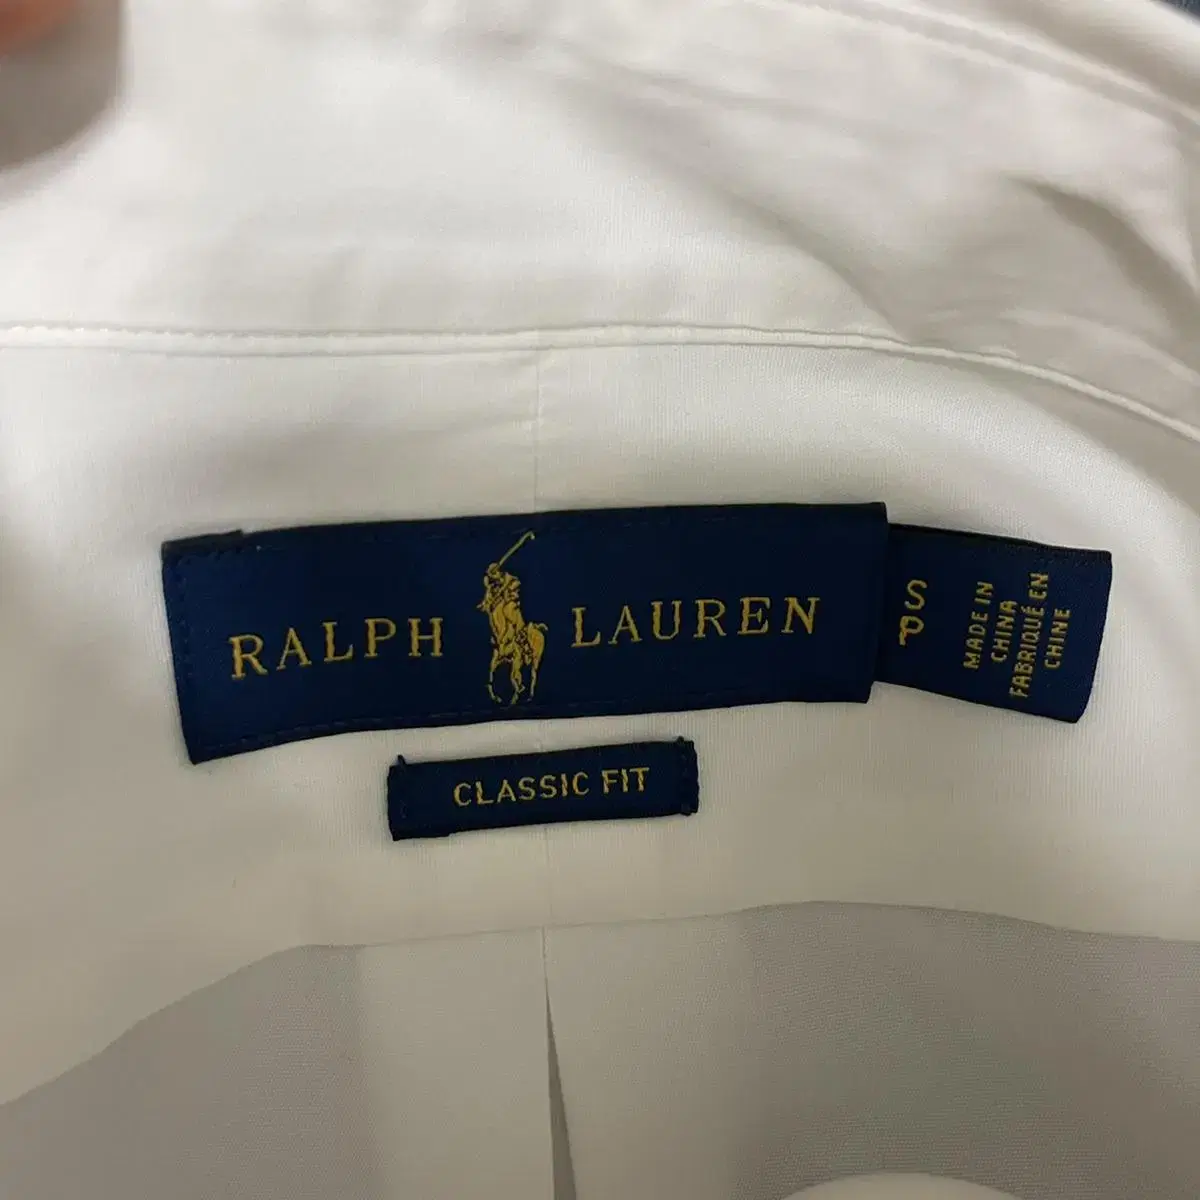 RALPH LAUREN
S
P
MADE IN
CHINA
FABRIQUÉ EN
CHINE
CLASSIC FIT